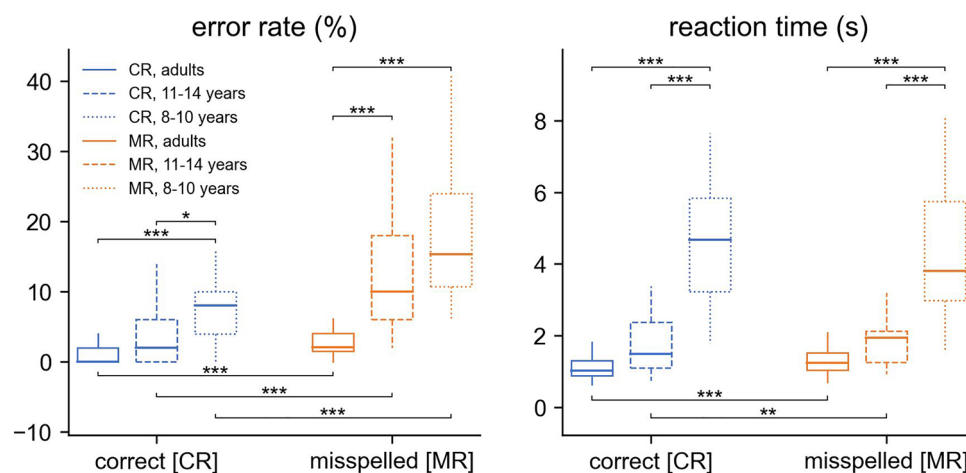 error rate (%)
40
30
20
10
0
−10
CR, adults
CR, 11-14 years
CR, 8-10 years
MR, adults
MR, 11-14 years
MR, 8-10 years
***
***
*
***
***
***
***
correct [CR]
misspelled [MR]
reaction time (s)
8
6
4
2
0
***
***
***
***
***
**
correct [CR]
misspelled [MR]